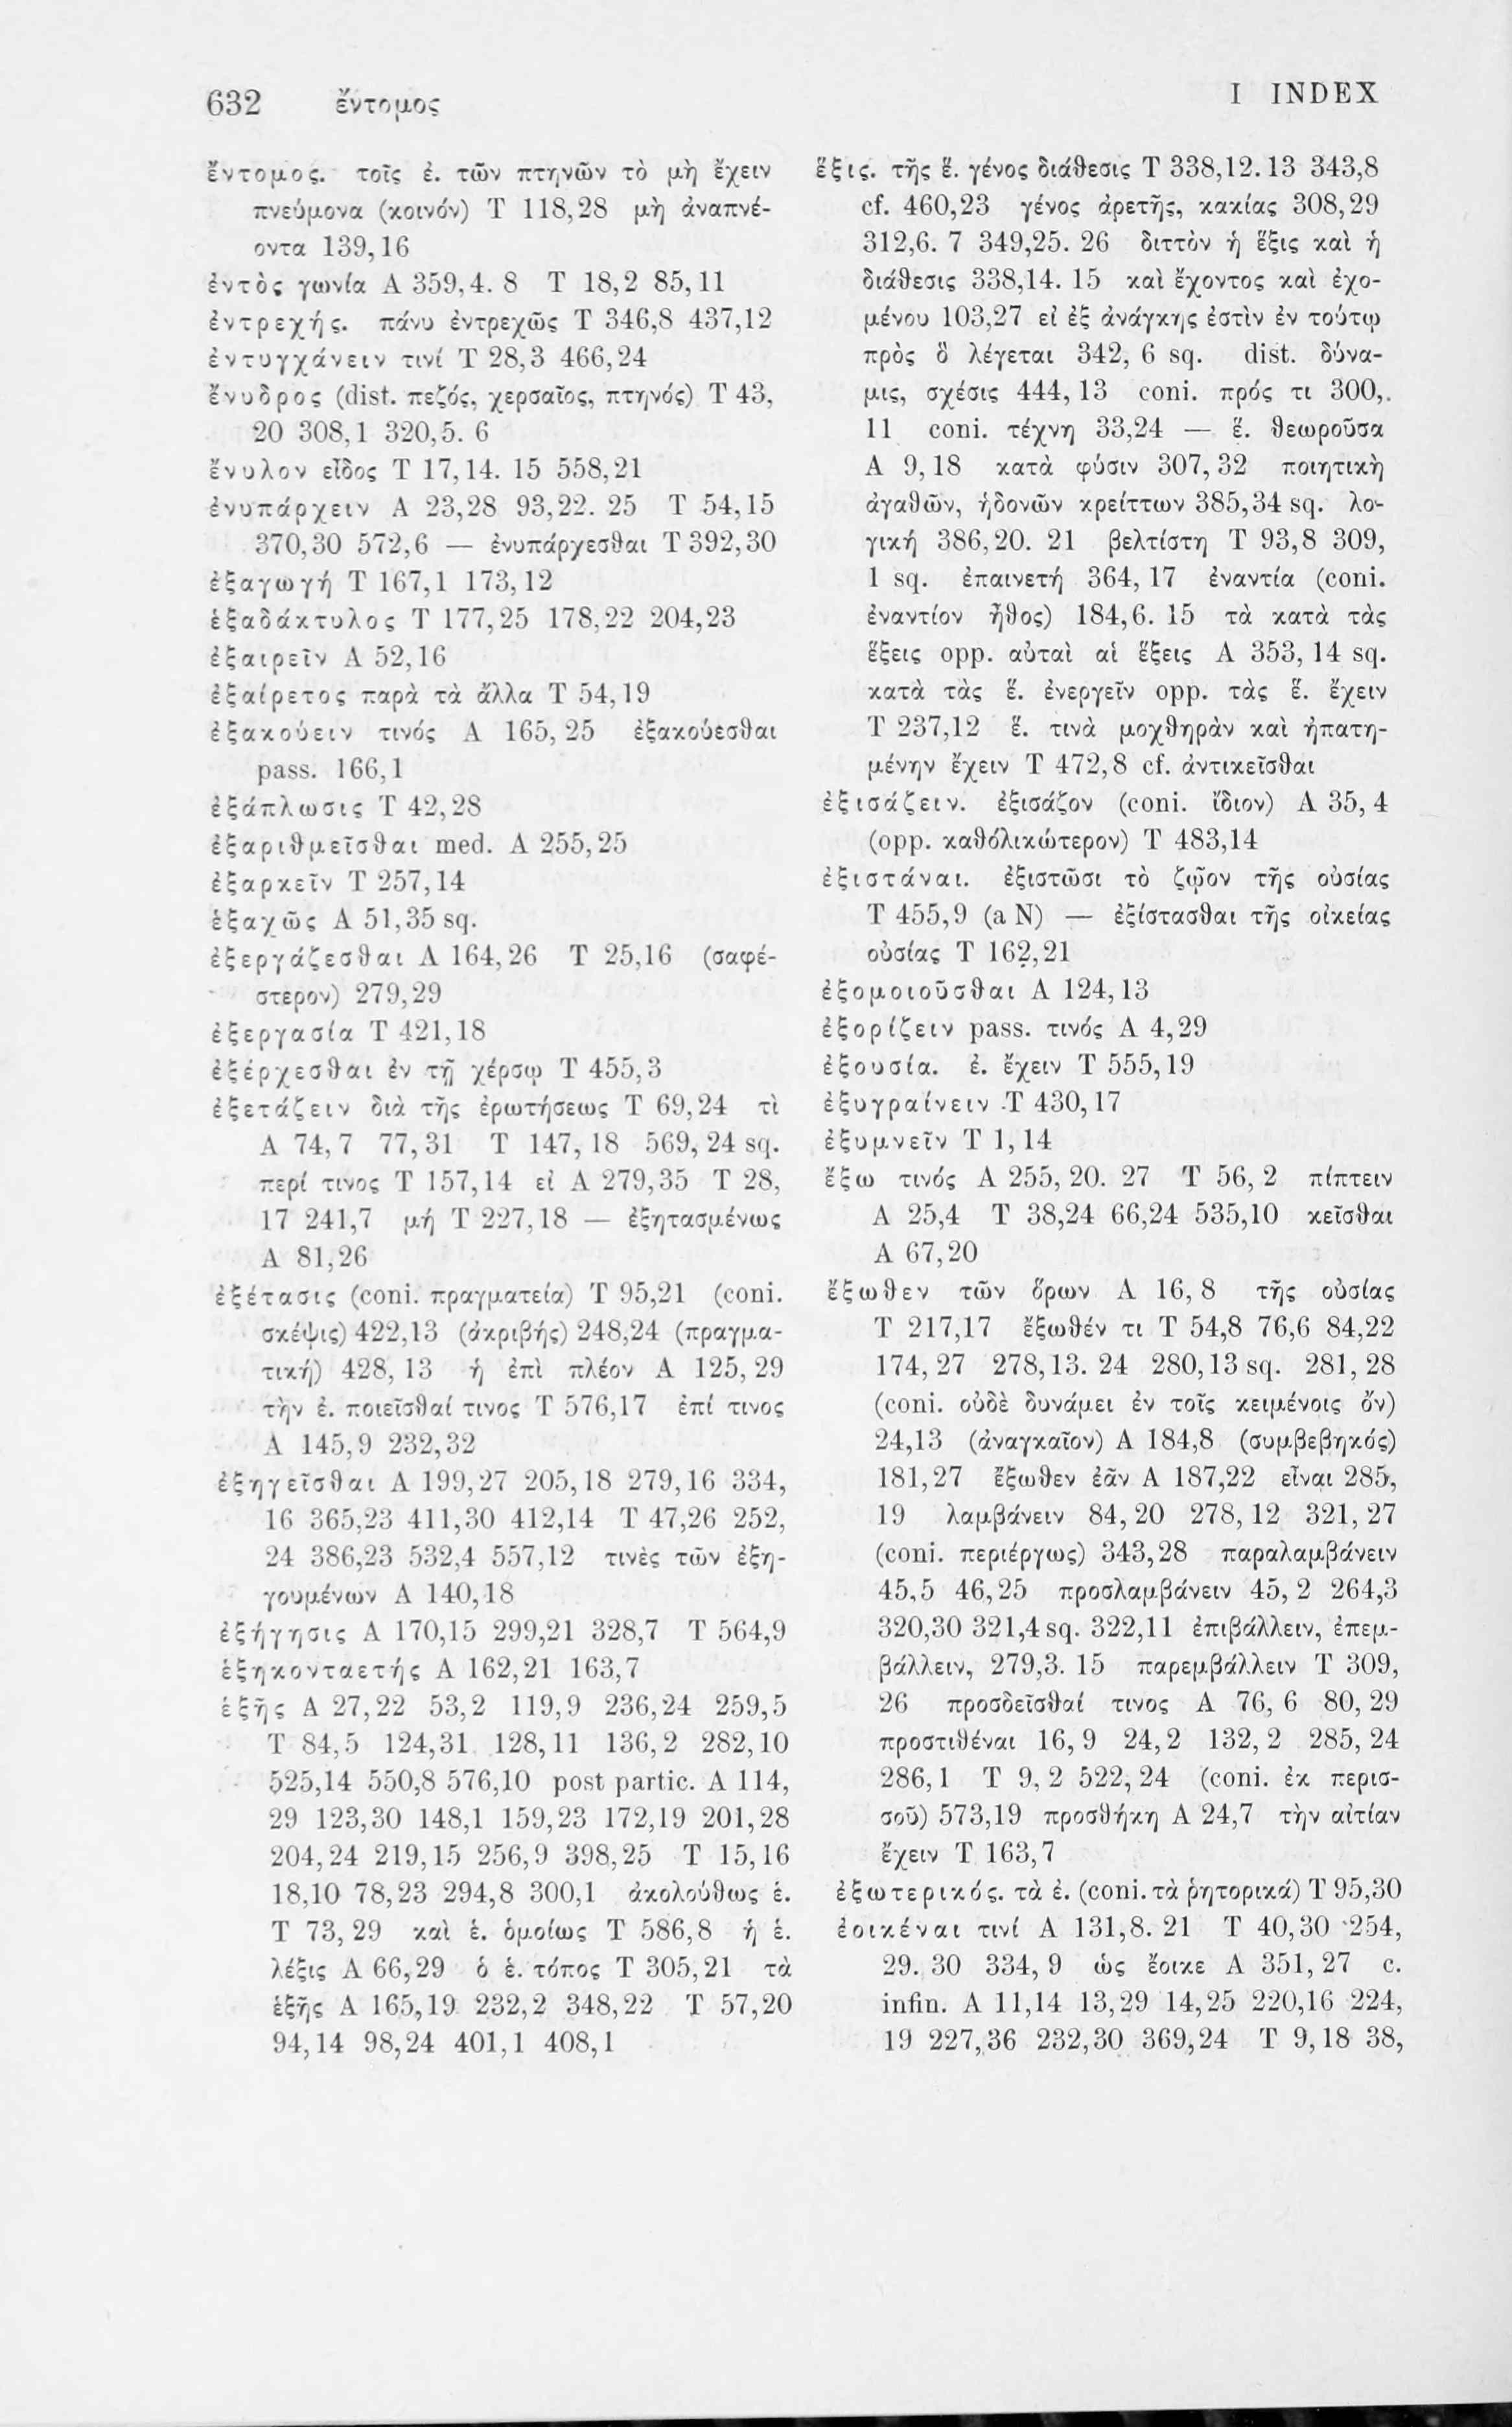 632 ἔντομος
I INDEX
ἔντομος. τοῖς ἐ. τῶν πτηνῶν τὸ μὴ ἔχειν
πνεύμονα (κοινόν) T 118,28 μὴ ἀναπνέ-
οντα 139,16
ἐντὸς γωνία A 359,4. 8 T 18,2 85,11
ἐντρεχής. πάνυ ἐντρεχῶς T 346,8 437,12
ἐντυγχάνειν τινί T 28,3 466,24
ἔνυδρος (dist. πεζός, χερσαῖος, πτηνός) T 43,
20 308,1 320,5. 6
ἔνυλον εἶδος T 17,14. 15 558,21
ἐνυπάρχειν A 23,28 93,22. 25 T 54,15
370,30 572,6 — ἐνυπάρχεσθαι T 392,30
ἐξαγωγή T 167,1 173,12
ἑξαδάκτυλος T 177,25 178,22 204,23
ἐξαιρεῖν A 52,16
ἐξαίρετος παρὰ τὰ ἄλλα T 54,19
ἐξακούειν τινός A 165,25 ἐξακούεσθαι
pass. 166,1
ἐξάπλωσις T 42,28
ἐξαριθμεῖσθαι med. A 255,25
ἐξαρκεῖν T 257,14
ἑξαχῶς A 51,35 sq.
ἐξεργάζεσθαι A 164,26 T 25,16 (σαφέ-
στερον) 279,29
ἐξεργασία T 421,18
ἐξέρχεσθαι ἐν τῇ χέρσῳ T 455,3
ἐξετάζειν διὰ τῆς ἐρωτήσεως T 69,24 τὶ
A 74,7 77,31 T 147,18 569,24 sq.
περί τινος T 157,14 εἰ A 279,35 T 28,
17 241,7 μή T 227,18 — ἐξητασμένως
A 81,26
ἐξέτασις (coni. πραγματεία) T 95,21 (coni.
σκέψις) 422,13 (ἀκριβής) 248,24 (πραγμα-
τική) 428,13 ἡ ἐπὶ πλέον A 125,29
τὴν ἐ. ποιεῖσθαί τινος T 576,17 ἐπί τινος
A 145,9 232,32
ἐξηγεῖσθαι A 199,27 205,18 279,16 334,
16 365,23 411,30 412,14 T 47,26 252,
24 386,23 532,4 557,12 τινὲς τῶν ἐξη-
γουμένων A 140,18
ἐξήγησις A 170,15 299,21 328,7 T 564,9
ἑξηκονταετής A 162,21 163,7
ἑξῆς A 27,22 53,2 119,9 236,24 259,5
T 84,5 124,31 128,11 136,2 282,10
525,14 550,8 576,10 post partic. A 114,
29 123,30 148,1 159,23 172,19 201,28
204,24 219,15 256,9 398,25 T 15,16
18,10 78,23 294,8 300,1 ἀκολούθως ἑ.
T 73,29 καὶ ἑ. ὁμοίως T 586,8 ἡ ἑ.
λέξις A 66,29 ὁ ἑ. τόπος T 305,21 τὰ
ἑξῆς A 165,19 232,2 348,22 T 57,20
94,14 98,24 401,1 408,1
ἕξις. τῆς ἕ. γένος διάθεσις T 338,12. 13 343,8
cf. 460,23 γένος ἀρετῆς, κακίας 308,29
312,6. 7 349,25. 26 διττὸν ἡ ἕξις καὶ ἡ
διάθεσις 338,14. 15 καὶ ἔχοντος καὶ ἐχο-
μένου 103,27 εἰ ἐξ ἀνάγκης ἐστὶν ἐν τούτῳ
πρὸς ὃ λέγεται 342, 6 sq. dist. δύνα-
μις, σχέσις 444,13 coni. πρός τι 300,
11 coni. τέχνη 33,24 — ἕ. θεωροῦσα
A 9,18 κατὰ φύσιν 307,32 ποιητικὴ
ἀγαθῶν, ἡδονῶν κρείττων 385,34 sq. λο-
γική 386,20. 21 βελτίστη T 93,8 309,
1 sq. ἐπαινετή 364,17 ἐναντία (coni.
ἐναντίον ἦθος) 184,6. 15 τὰ κατὰ τὰς
ἕξεις opp. αὐταὶ αἱ ἕξεις A 353,14 sq.
κατὰ τὰς ἕ. ἐνεργεῖν opp. τὰς ἕ. ἔχειν
T 237,12 ἕ. τινὰ μοχθηρὰν καὶ ἠπατη-
μένην ἔχειν T 472,8 cf. ἀντικεῖσθαι
ἐξισάζειν. ἐξισάζον (coni. ἴδιον) A 35,4
(opp. καθόλικώτερον) T 483,14
ἐξιστάναι. ἐξιστῶσι τὸ ζῷον τῆς οὐσίας
T 455,9 (a N) — ἐξίστασθαι τῆς οἰκείας
οὐσίας T 162,21
ἐξομοιοῦσθαι A 124,13
ἐξορίζειν pass. τινός A 4,29
ἐξουσία. ἐ. ἔχειν T 555,19
ἐξυγραίνειν T 430,17
ἐξυμνεῖν T 1,14
ἔξω τινός A 255,20. 27 T 56,2 πίπτειν
A 25,4 T 38,24 66,24 535,10 κεῖσθαι
A 67,20
ἔξωθεν τῶν ὅρων A 16,8 τῆς οὐσίας
T 217,17 ἔξωθέν τι T 54,8 76,6 84,22
174,27 278,13. 24 280,13 sq. 281,28
(coni. οὐδὲ δυνάμει ἐν τοῖς κειμένοις ὄν)
24,13 (ἀναγκαῖον) A 184,8 (συμβεβηκός)
181,27 ἔξωθεν ἐᾶν A 187,22 εἶναι 285,
19 λαμβάνειν 84,20 278,12 321,27
(coni. περιέργως) 343,28 παραλαμβάνειν
45,5 46,25 προσλαμβάνειν 45,2 264,3
320,30 321,4 sq. 322,11 ἐπιβάλλειν, ἐπεμ-
βάλλειν, 279,3. 15 παρεμβάλλειν T 309,
26 προσδεῖσθαί τινος A 76,6 80,29
προστιθέναι 16,9 24,2 132,2 285,24
286,1 T 9,2 522,24 (coni. ἐκ περισ-
σοῦ) 573,19 προσθήκη A 24,7 τὴν αἰτίαν
ἔχειν T 163,7
ἐξωτερικός. τὰ ἐ. (coni. τὰ ῥητορικά) T 95,30
ἐοικέναι τινί A 131,8. 21 T 40,30 254,
29. 30 334,9 ὡς ἔοικε A 351,27 c.
infin. A 11,14 13,29 14,25 220,16 224,
19 227,36 232,30 369,24 T 9,18 38,